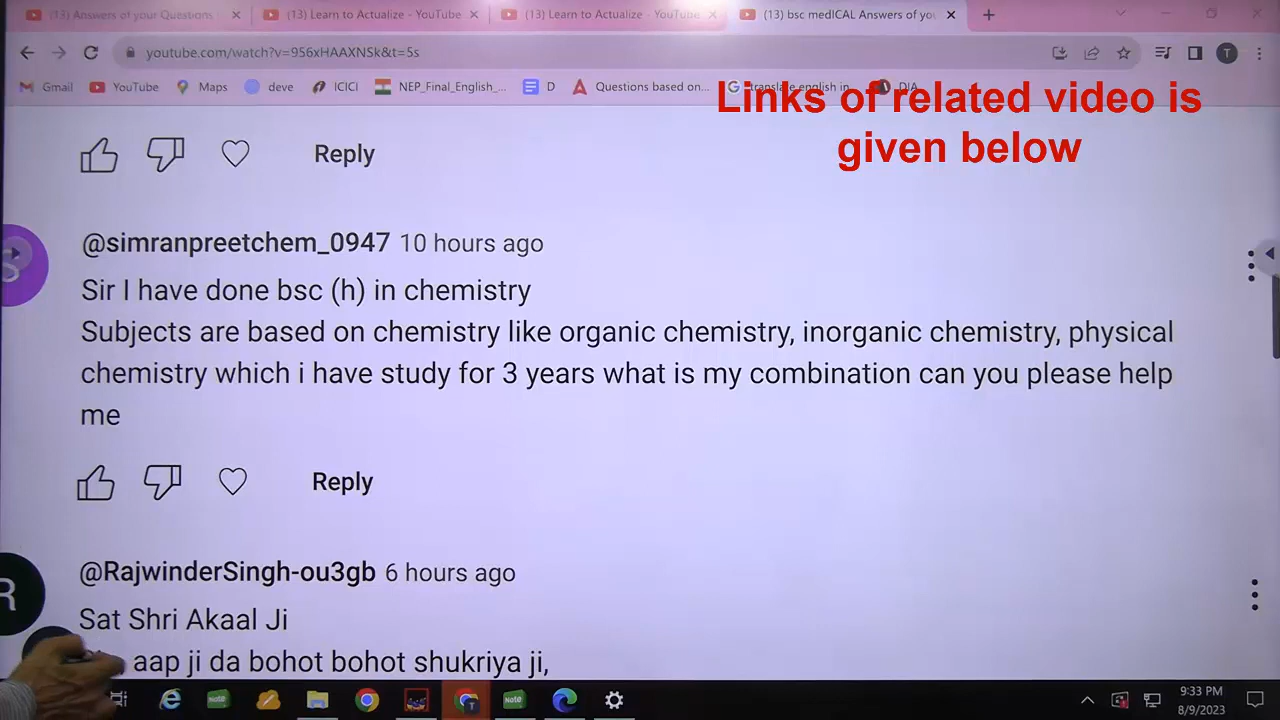 (13) Answers of your Questions
(13) Learn to Actualize - YouTube
(13) Learn to Actualize - YouTube
(13) bsc medICAL Answers of you
youtube.com/watch?v=956xHAAXNSk&t=5s
T
Gmail
YouTube
Maps
deve
ICICI
NEP_Final_English_...
D
Questions based on...
translate english in
DIA
Links of related video is
given below
Reply
@simranpreetchem_0947 10 hours ago
Sir I have done bsc (h) in chemistry
Subjects are based on chemistry like organic chemistry, inorganic chemistry, physical
chemistry which i have study for 3 years what is my combination can you please help
me
Reply
R
@RajwinderSingh-ou3gb 6 hours ago
Sat Shri Akaal Ji
aap ji da bohot bohot shukriya ji,
9:33 PM
8/9/2023